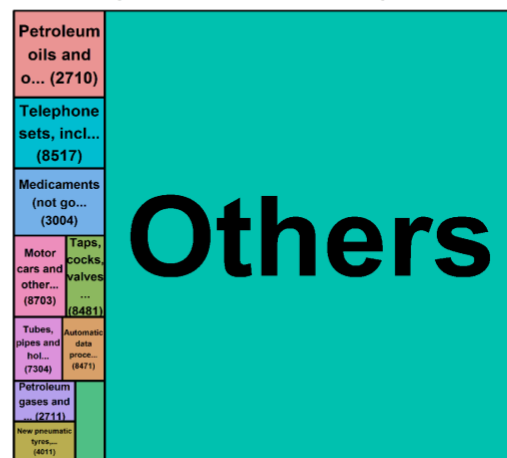 Petroleum
oils and
o... (2710)
Telephone
sets, incl...
(8517)
Medicaments
(not go...
(3004)
Motor
cars and
other...
(8703)
Taps,
cocks,
valves
...
(8481)
Tubes,
pipes and
hol...
(7304)
Automatic
data
proce...
(8471)
Petroleum
gases and
... (2711)
New pneumatic
tyres,...
(4011)
Others